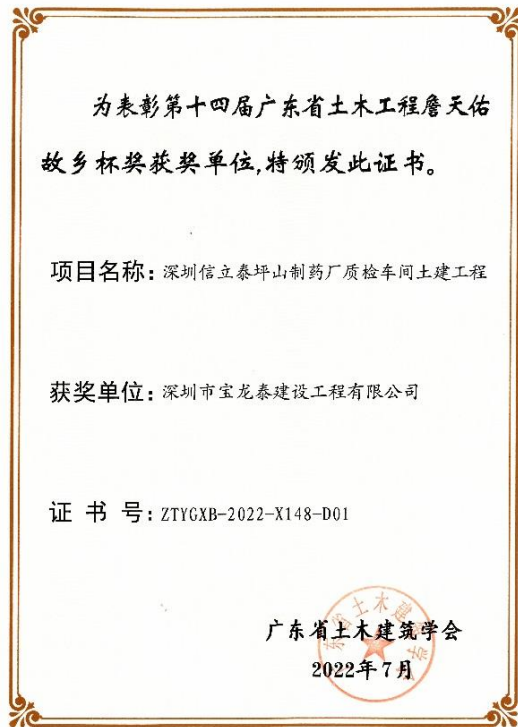 为表彰第十四届广东省土木工程詹天佑
故乡杯奖获奖单位,特颁发此证书。
项目名称:深圳信立泰坪山制药厂质检车间土建工程
获奖单位:深圳市宝龙泰建设工程有限公司
证 书 号:ZTYGXB-2022-X148-D01
广东省土木建筑学会
2022年7月